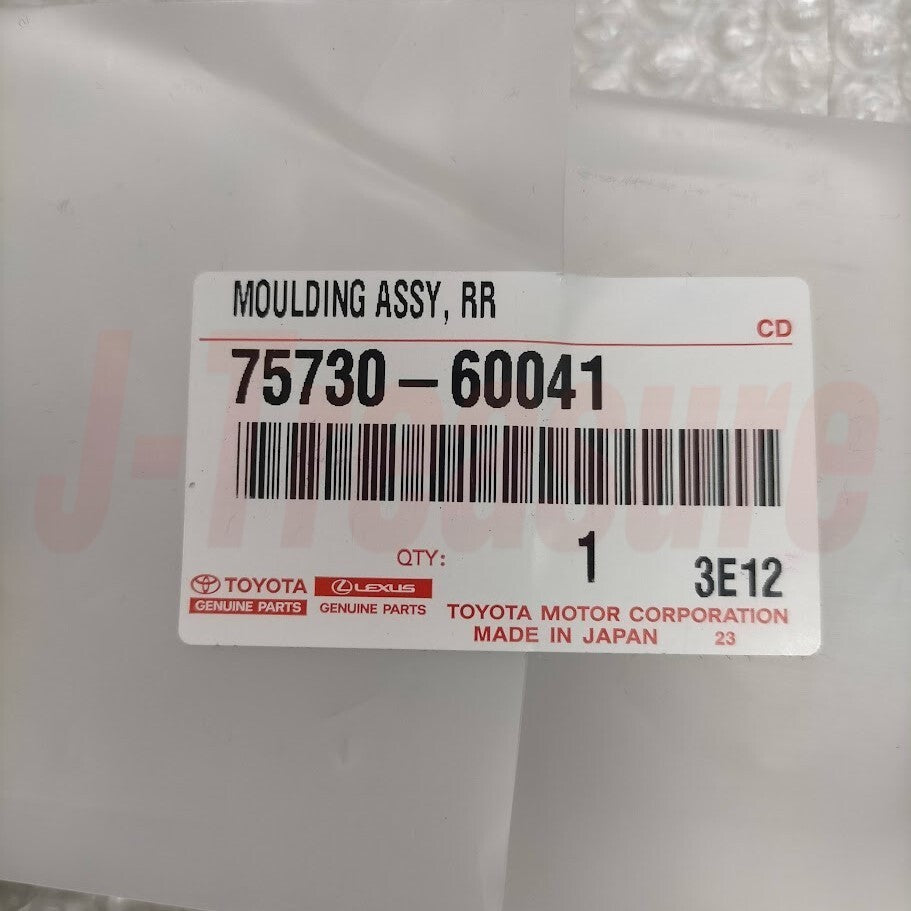 MOULDING ASSY, RR
CD
75730-60041
QTY: 1 3E12
TOYOTA LEXUS
GENUINE PARTS GENUINE PARTS
TOYOTA MOTOR CORPORATION
MADE IN JAPAN 23
J-Treasure